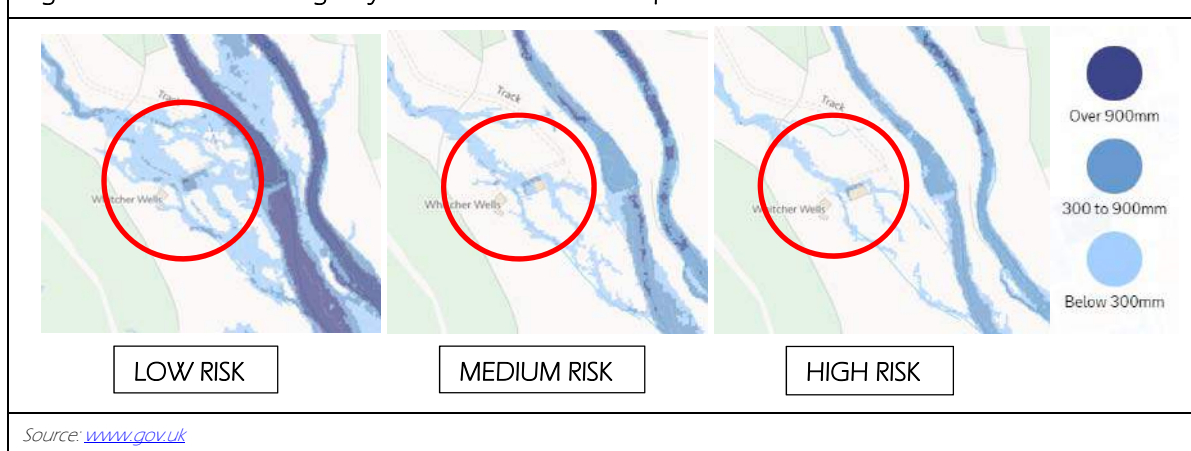 Track
Whitcher Wells
Track
Whitcher Wells
Track
Whitcher Wells
Over 900mm
300 to 900mm
Below 300mm
LOW RISK
MEDIUM RISK
HIGH RISK
Source: www.gov.uk